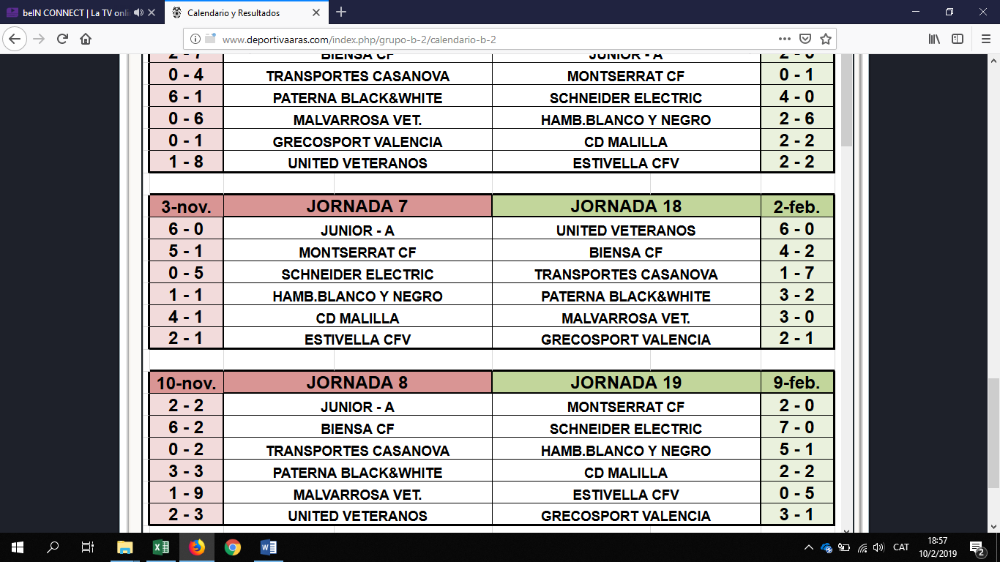 beIN CONNECT | La TV onli
Calendario y Resultados
www.deportivaaras.com/index.php/grupo-b-2/calendario-b-2
2 - 7 BIENSA CF JUNIOR - A
0 - 4 TRANSPORTES CASANOVA MONTSERRAT CF 0 - 1
6 - 1 PATERNA BLACK&WHITE SCHNEIDER ELECTRIC 4 - 0
0 - 6 MALVARROSA VET. HAMB.BLANCO Y NEGRO 2 - 6
0 - 1 GRECOSPORT VALENCIA CD MALILLA 2 - 2
1 - 8 UNITED VETERANOS ESTIVELLA CFV 2 - 2
3-nov. JORNADA 7 JORNADA 18 2-feb.
6 - 0 JUNIOR - A UNITED VETERANOS 6 - 0
5 - 1 MONTSERRAT CF BIENSA CF 4 - 2
0 - 5 SCHNEIDER ELECTRIC TRANSPORTES CASANOVA 1 - 7
1 - 1 HAMB.BLANCO Y NEGRO PATERNA BLACK&WHITE 3 - 2
4 - 1 CD MALILLA MALVARROSA VET. 3 - 0
2 - 1 ESTIVELLA CFV GRECOSPORT VALENCIA 2 - 1
10-nov. JORNADA 8 JORNADA 19 9-feb.
2 - 2 JUNIOR - A MONTSERRAT CF 2 - 0
6 - 2 BIENSA CF SCHNEIDER ELECTRIC 7 - 0
0 - 2 TRANSPORTES CASANOVA HAMB.BLANCO Y NEGRO 5 - 1
3 - 3 PATERNA BLACK&WHITE CD MALILLA 2 - 2
1 - 9 MALVARROSA VET. ESTIVELLA CFV 0 - 5
2 - 3 UNITED VETERANOS GRECOSPORT VALENCIA 3 - 1
CAT
18:57
10/2/2019
2